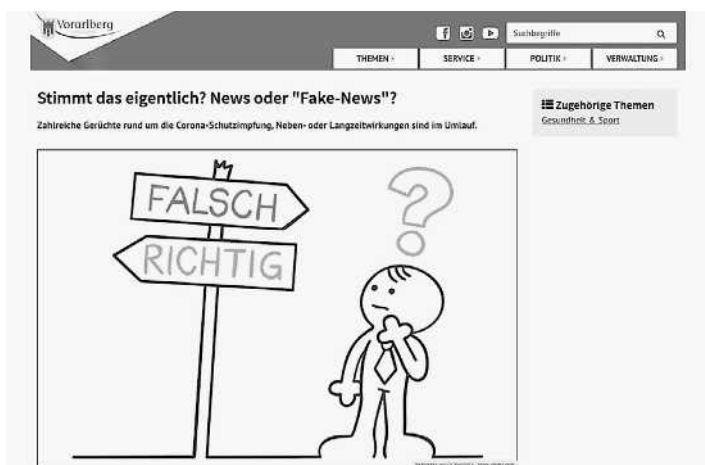 Vorarlberg
Suchbegriffe
THEMEN ›
SERVICE ›
POLITIK ›
VERWALTUNG ›
Stimmt das eigentlich? News oder "Fake-News"?
Zahlreiche Gerüchte rund um die Corona-Schutzimpfung, Neben- oder Langzeitwirkungen sind im Umlauf.
Zugehörige Themen
Gesundheit & Sport
FALSCH
?
RICHTIG